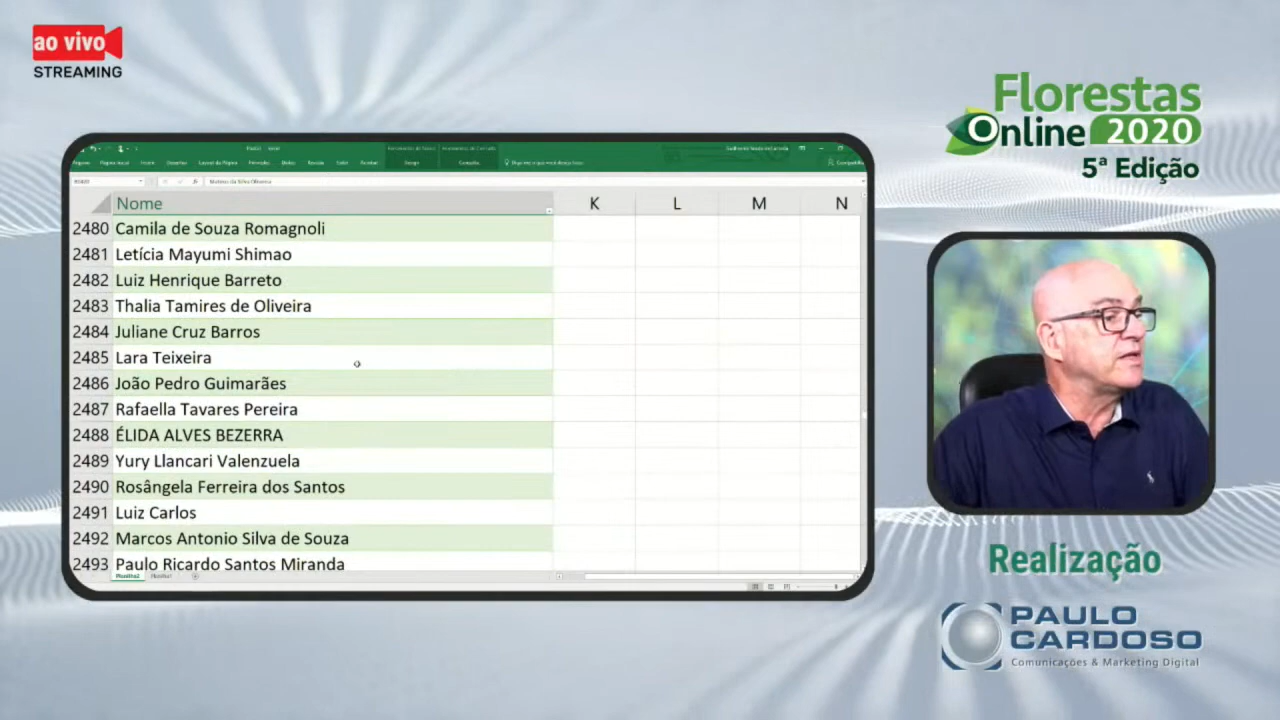 ao vivo
STREAMING
Florestas
Online 2020
5ª Edição
Nome
K L M N
2480 Camila de Souza Romagnoli
2481 Letícia Mayumi Shimao
2482 Luiz Henrique Barreto
2483 Thalia Tamires de Oliveira
2484 Juliane Cruz Barros
2485 Lara Teixeira
2486 João Pedro Guimarães
2487 Rafaella Tavares Pereira
2488 ÉLIDA ALVES BEZERRA
2489 Yury Llancari Valenzuela
2490 Rosângela Ferreira dos Santos
2491 Luiz Carlos
2492 Marcos Antonio Silva de Souza
2493 Paulo Ricardo Santos Miranda
Realização
PAULO
CARDOSO
Comunicações & Marketing Digital